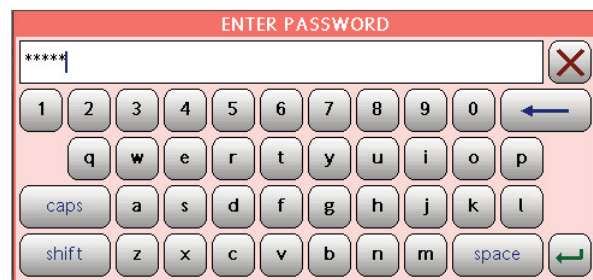 ENTER PASSWORD
*****
1 2 3 4 5 6 7 8 9 0
q w e r t y u i o p
caps a s d f g h j k l
shift z x c v b n m space